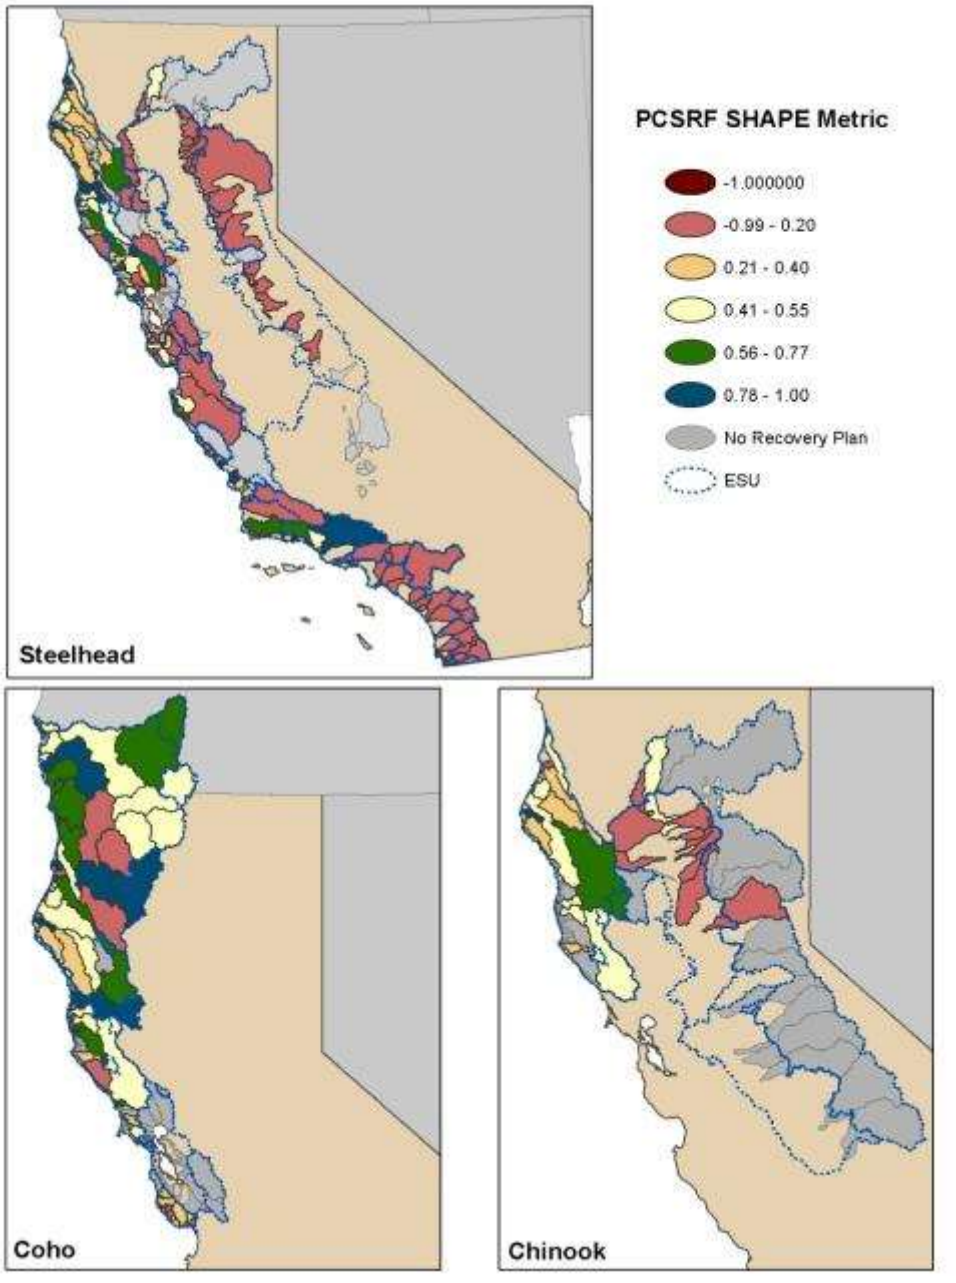 PCSRF SHAPE Metric
-1.000000
-0.99 - 0.20
0.21 - 0.40
0.41 - 0.55
0.56 - 0.77
0.78 - 1.00
No Recovery Plan
ESU
Steelhead
Coho
Chinook